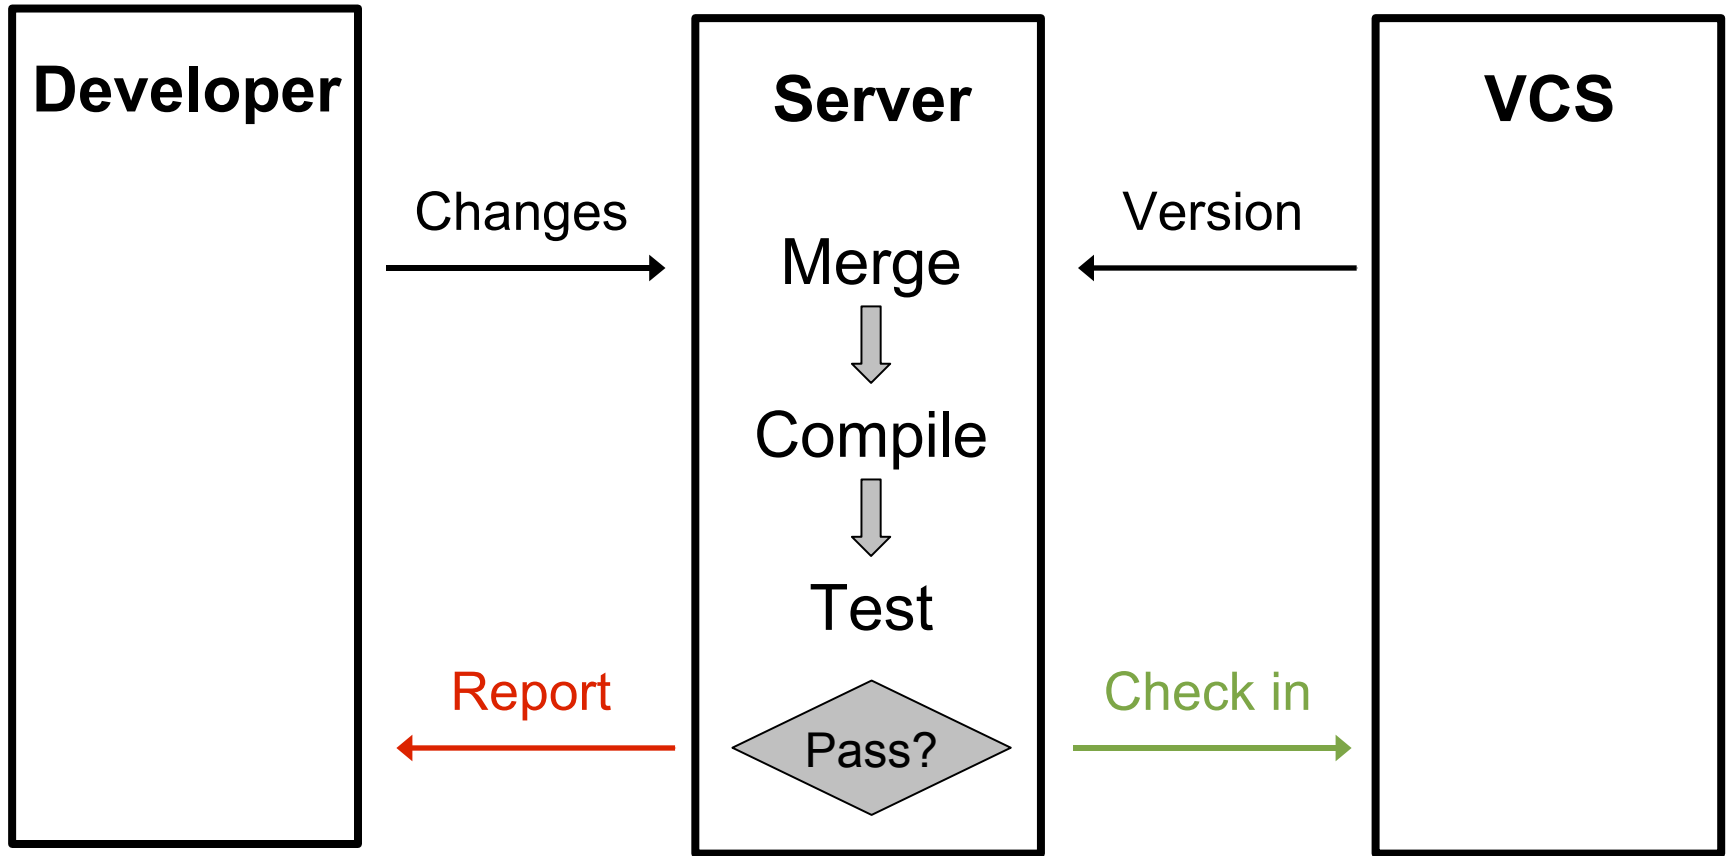 Developer
Server
VCS
Changes
Version
Merge
Compile
Test
Report
Check in
Pass?